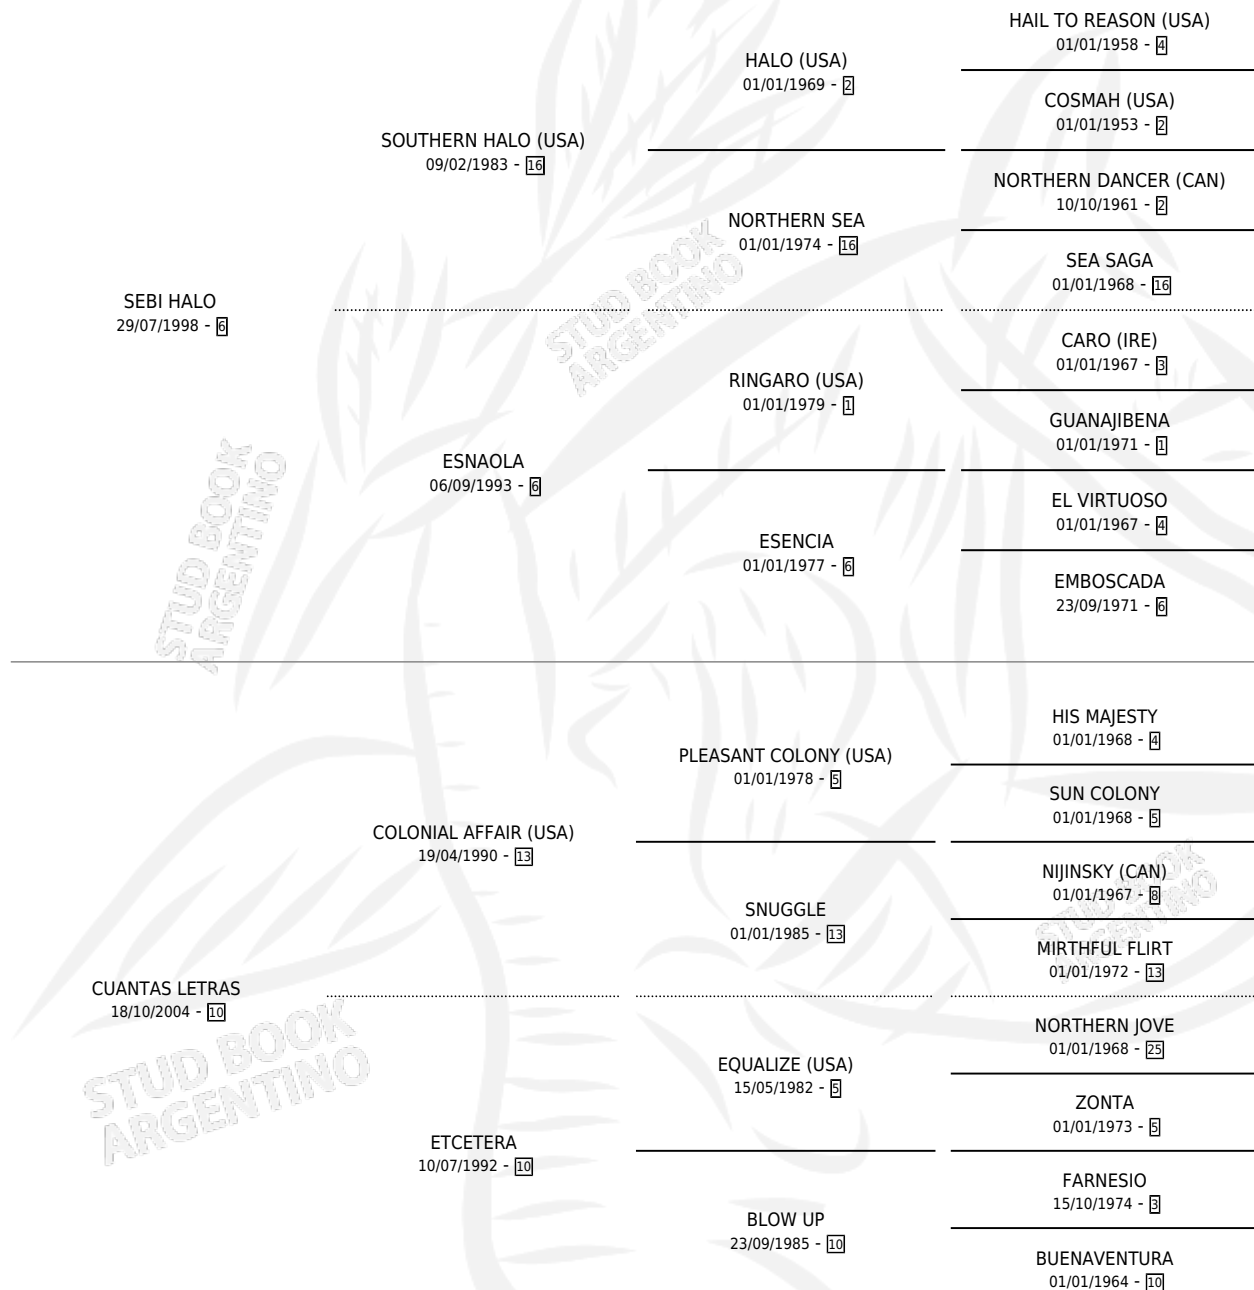 HAIL TO REASON (USA)
01/01/1958 - 4
HALO (USA)
01/01/1969 - 2
COSMAH (USA)
01/01/1953 - 2
SOUTHERN HALO (USA)
09/02/1983 - 16
NORTHERN DANCER (CAN)
10/10/1961 - 2
NORTHERN SEA
01/01/1974 - 16
SEA SAGA
01/01/1968 - 16
SEBI HALO
29/07/1998 - 6
STUD BOOK
ARGENTINO
CARO (IRE)
01/01/1967 - 3
RINGARO (USA)
01/01/1979 - 1
GUANAJIBENA
01/01/1971 - 1
ESNAOLA
06/09/1993 - 6
EL VIRTUOSO
01/01/1967 - 4
ESENCIA
01/01/1977 - 6
EMBOSCADA
23/09/1971 - 6
STUD BOOK
ARGENTINO
HIS MAJESTY
01/01/1968 - 4
PLEASANT COLONY (USA)
01/01/1978 - 5
SUN COLONY
01/01/1968 - 5
COLONIAL AFFAIR (USA)
19/04/1990 - 13
NIJINSKY (CAN)
01/01/1967 - 8
SNUGGLE
01/01/1985 - 13
STUD BOOK
ARGENTINO
MIRTHFUL FLIRT
01/01/1972 - 13
CUANTAS LETRAS
18/10/2004 - 10
NORTHERN JOVE
01/01/1968 - 25
EQUALIZE (USA)
15/05/1982 - 5
STUD BOOK
ARGENTINO
ZONTA
01/01/1973 - 5
ETCETERA
10/07/1992 - 10
FARNESIO
15/10/1974 - 3
BLOW UP
23/09/1985 - 10
BUENAVENTURA
01/01/1964 - 10